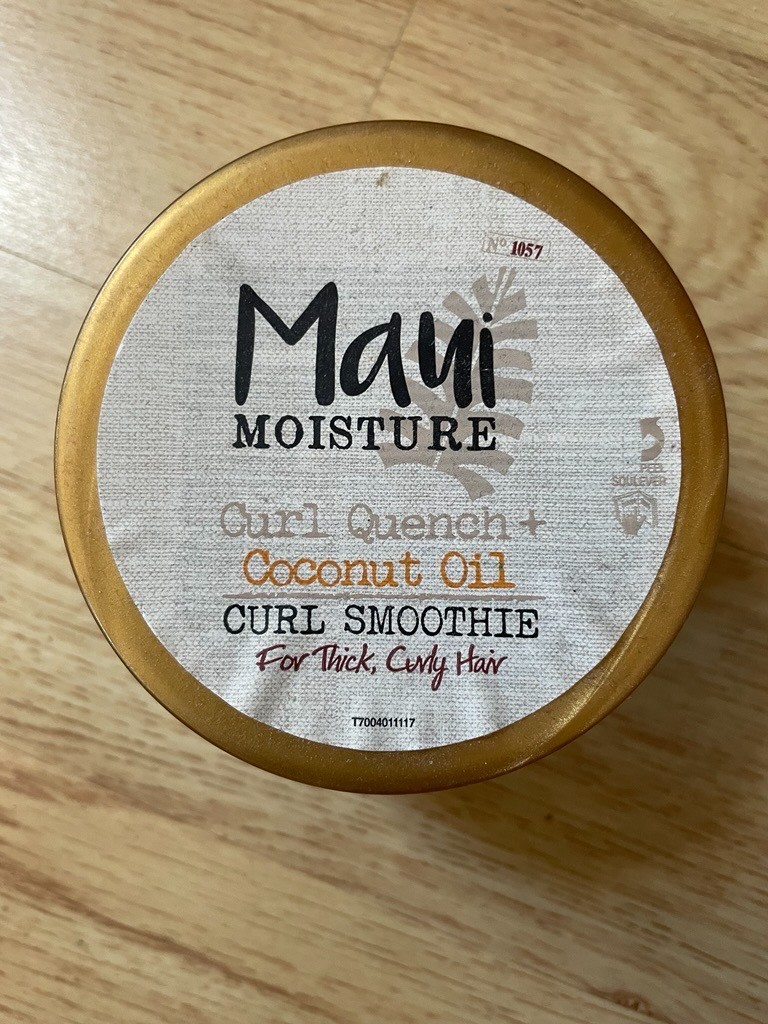 Nº 1057
Maui
MOISTURE
PEEL
SOULEVER
Curl Quench +
Coconut Oil
CURL SMOOTHIE
For Thick, Curly Hair
T7004011117